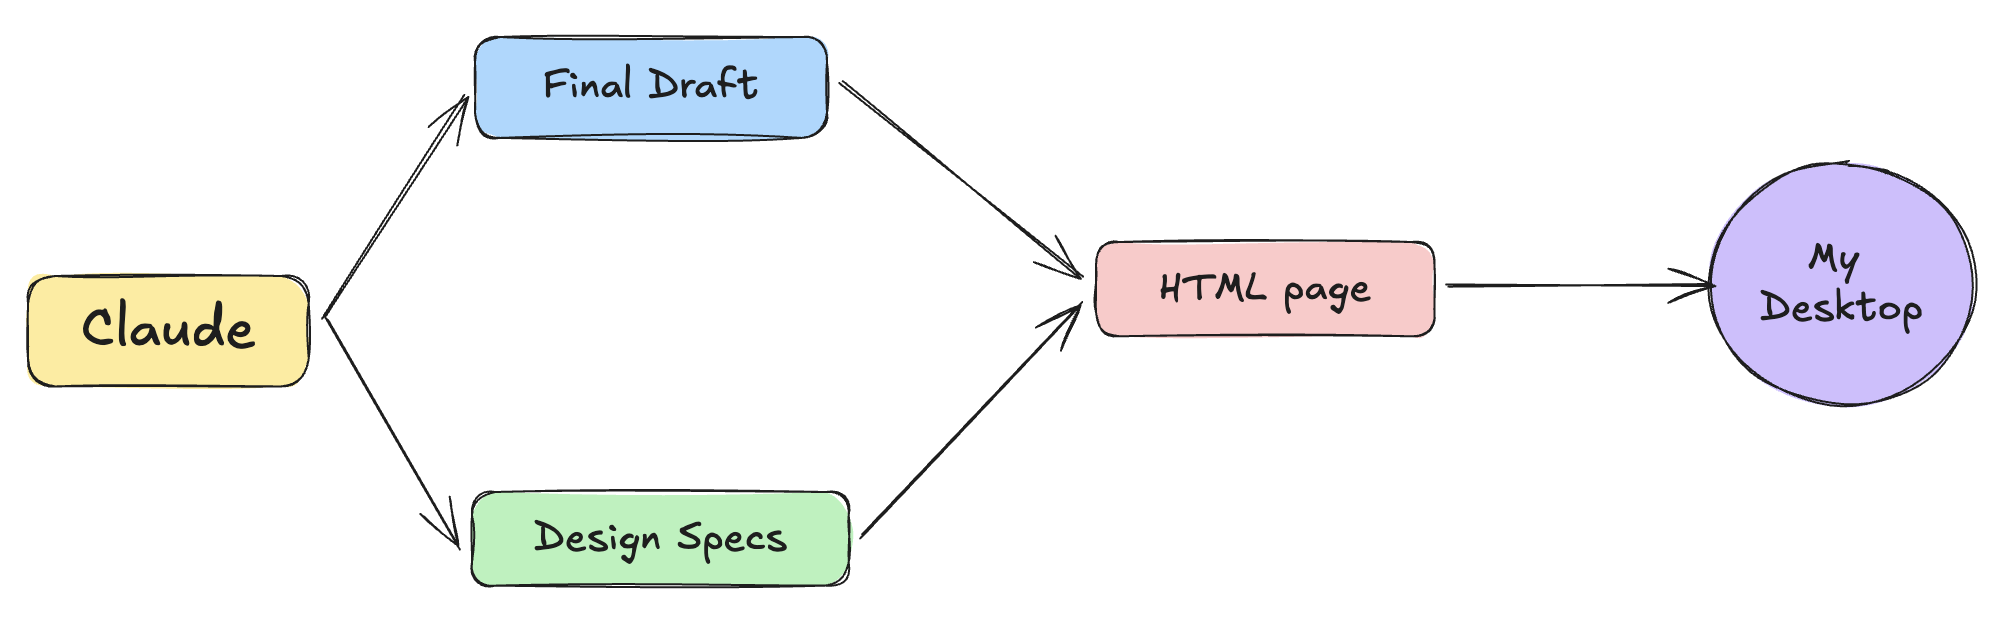 Final Draft
Claude
HTML page
My
Desktop
Design Specs